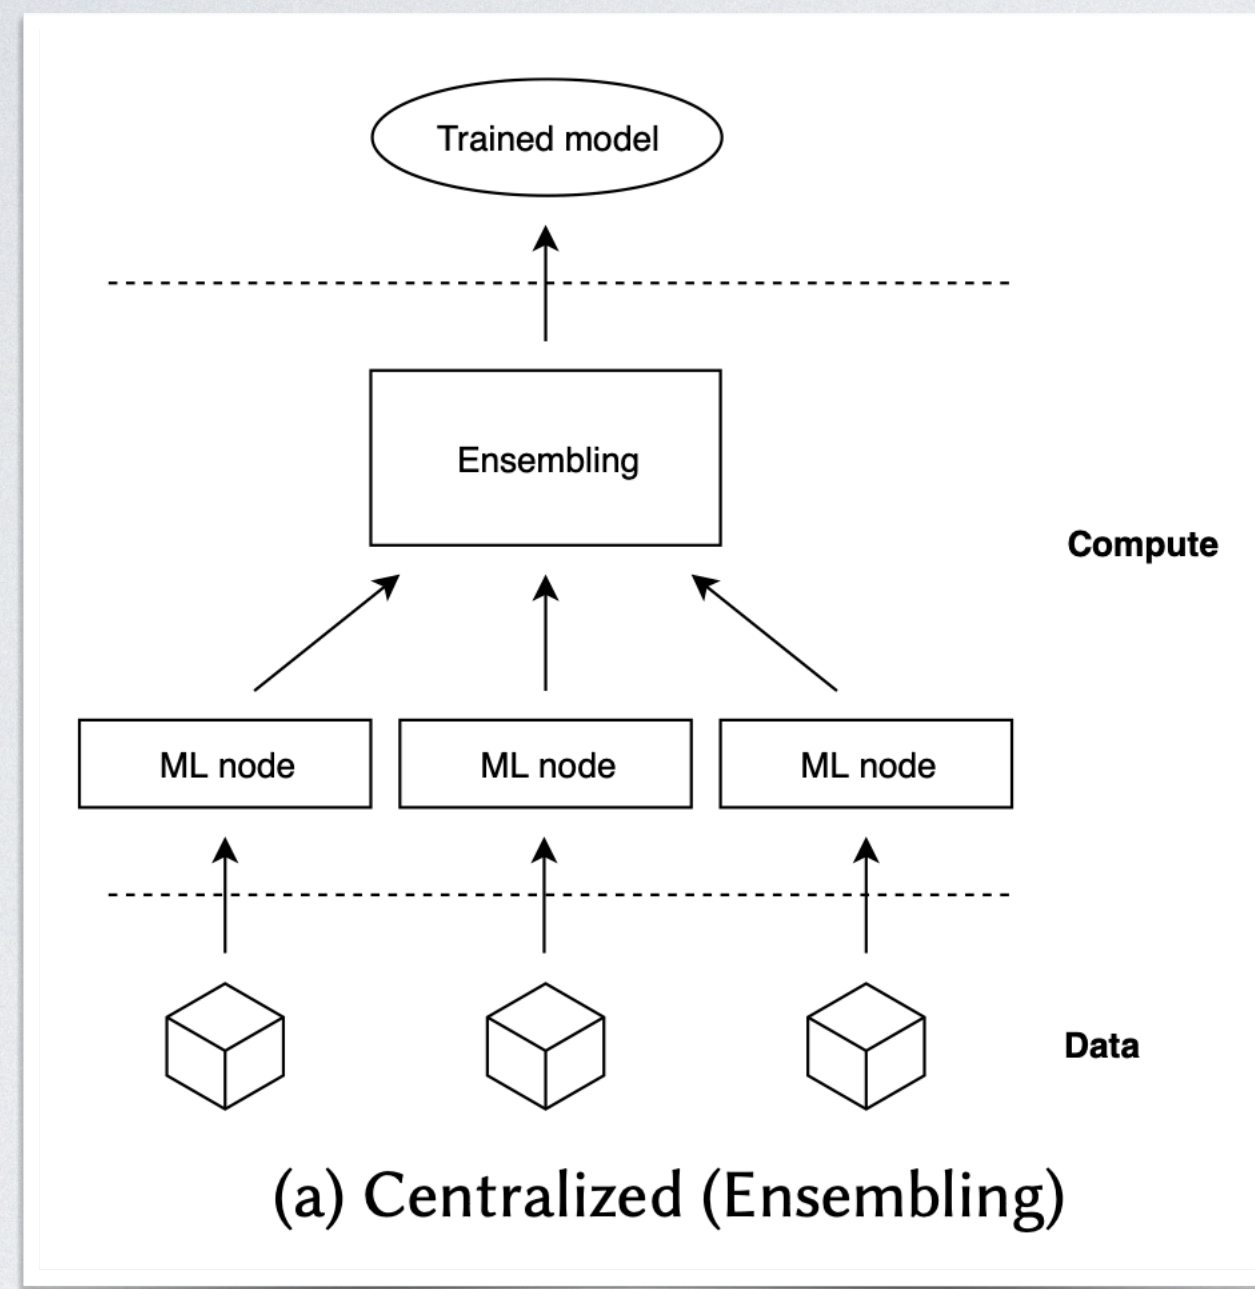 Trained model
Ensembling
Compute
ML node
ML node
ML node
Data
(a) Centralized (Ensembling)